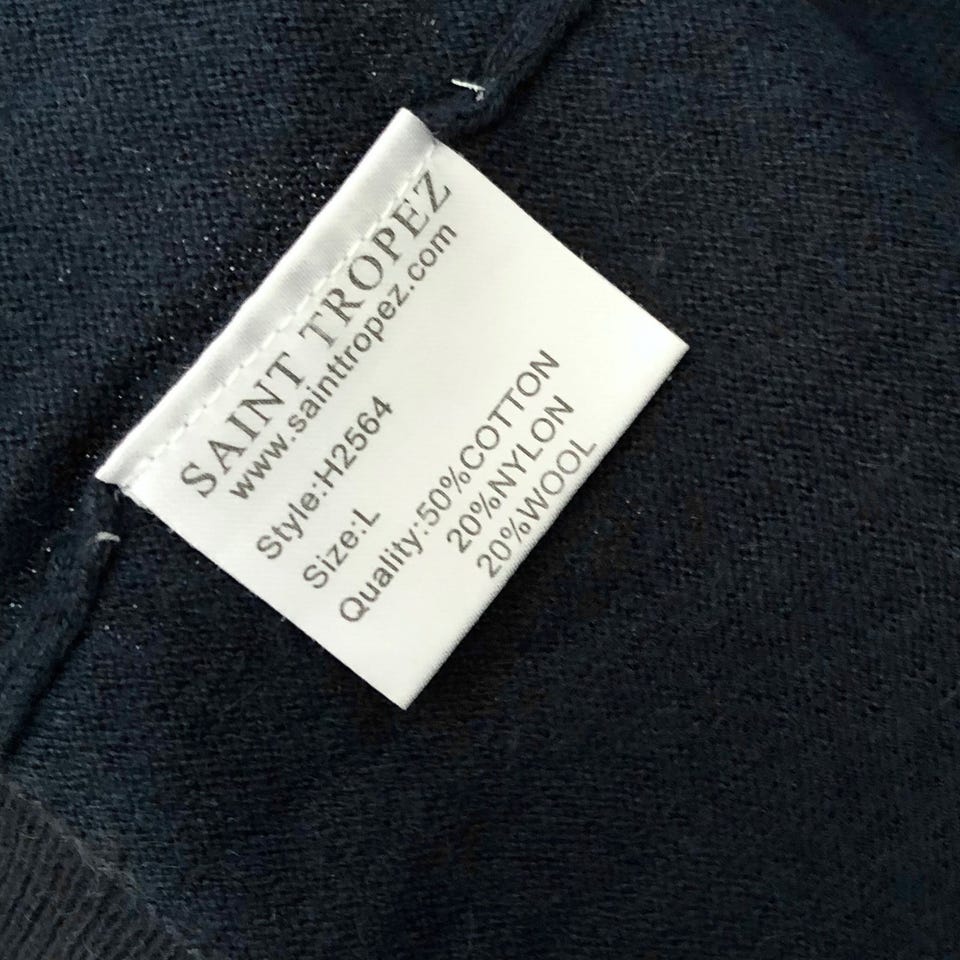 SAINT TROPEZ
www.sainttropez.com
Style:H2564
Size:L
Quality:50%COTTON
20%NYLON
20%WOOL